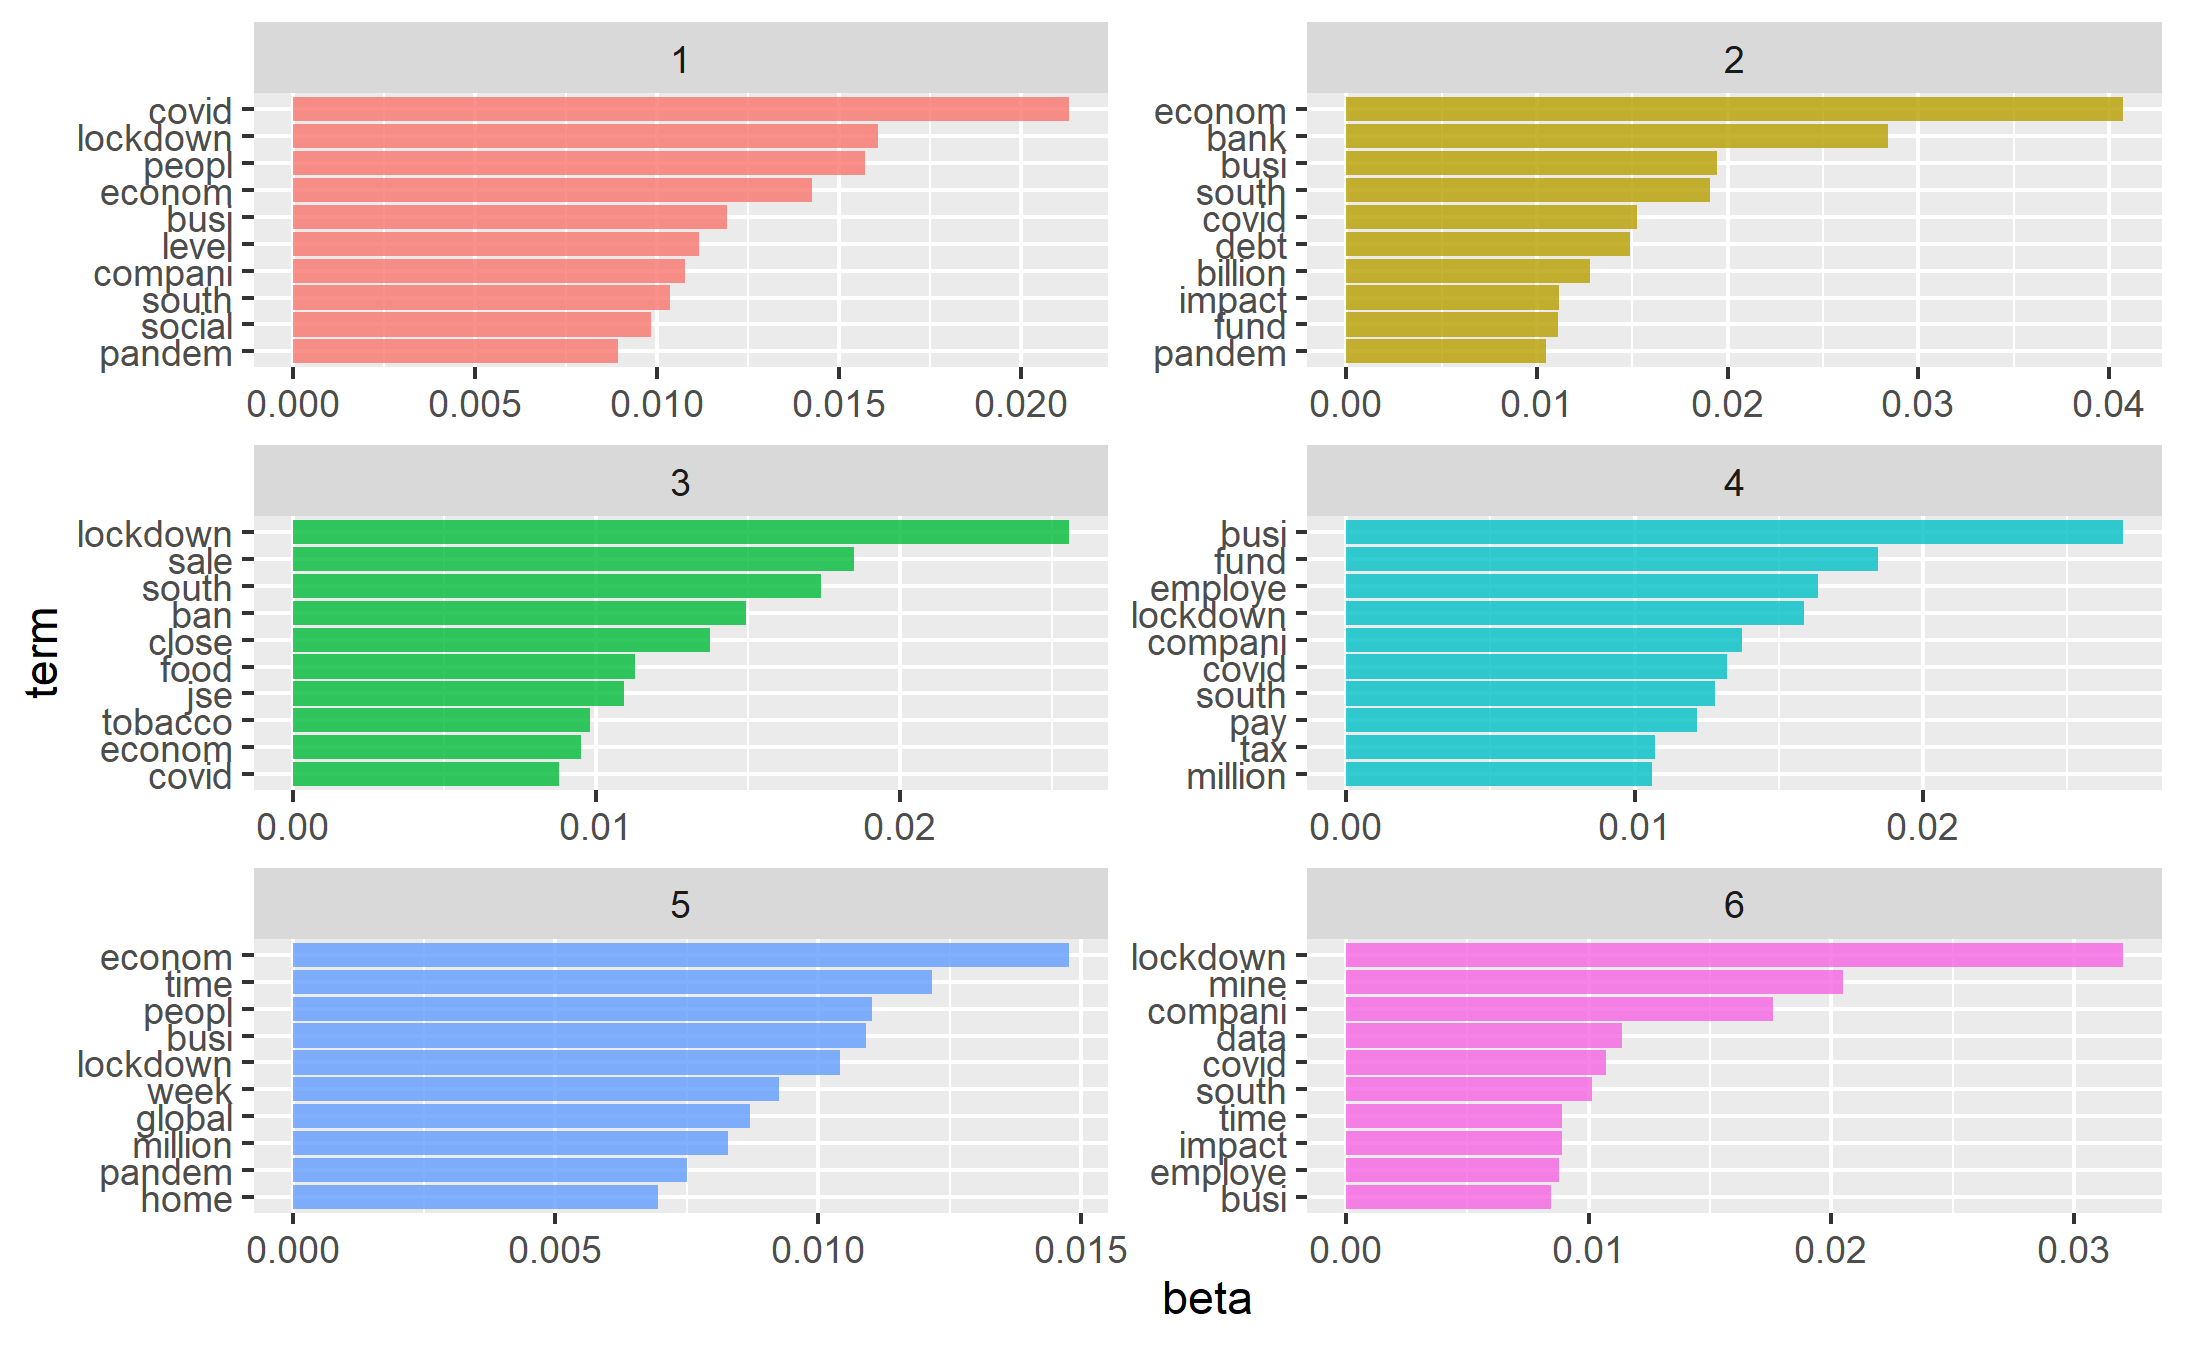 1
covid
lockdown
peopl
econom
busi
level
compani
south
social
pandem
0.000 0.005 0.010 0.015 0.020
2
econom
bank
busi
south
covid
debt
billion
impact
fund
pandem
0.00 0.01 0.02 0.03 0.04
term
3
lockdown
sale
south
ban
close
food
jse
tobacco
econom
covid
0.00 0.01 0.02
4
busi
fund
employe
lockdown
compani
covid
south
pay
tax
million
0.00 0.01 0.02
5
econom
time
peopl
busi
lockdown
week
global
million
pandem
home
0.000 0.005 0.010 0.015
6
lockdown
mine
compani
data
covid
south
time
impact
employe
busi
0.00 0.01 0.02 0.03
beta